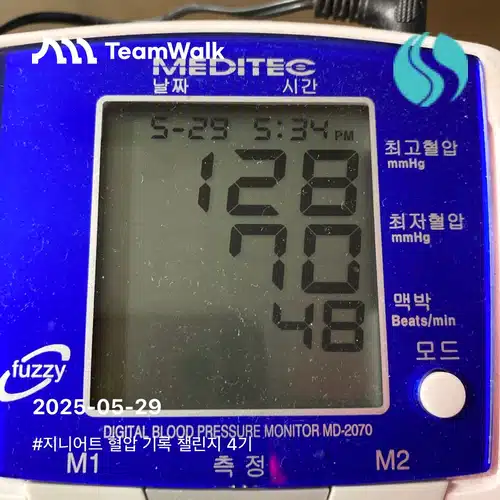 TeamWalk
MEDITEC
날짜 시간
5-29 5:34 PM
128 최고혈압 mmHg
70 최저혈압 mmHg
48 맥박 Beats/min
모드
fuzzy
2025-05-29
DIGITAL BLOOD PRESSURE MONITOR MD-2070
#지니어트 혈압 기록 챌린지 4기
M1 측정 M2